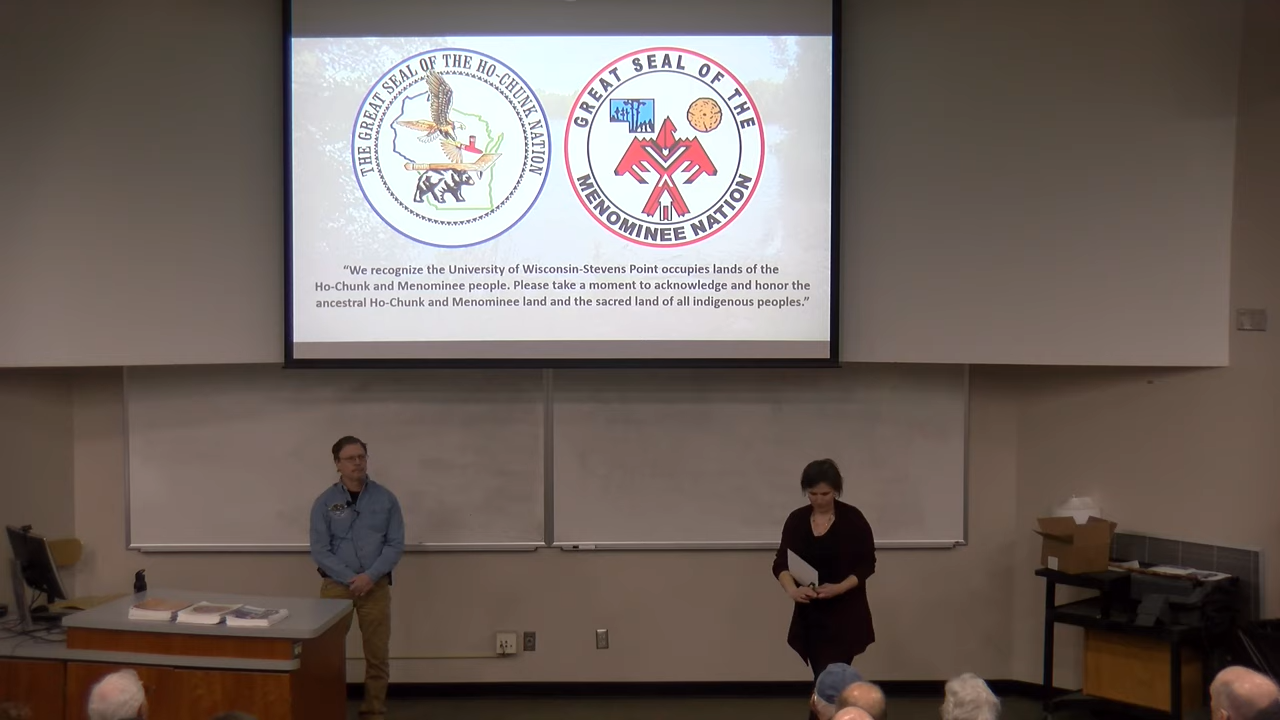 THE GREAT SEAL OF THE HO-CHUNK NATION
GREAT SEAL OF THE
MENOMINEE NATION
“We recognize the University of Wisconsin-Stevens Point occupies lands of the
Ho-Chunk and Menominee people. Please take a moment to acknowledge and honor the
ancestral Ho-Chunk and Menominee land and the sacred land of all indigenous peoples.”